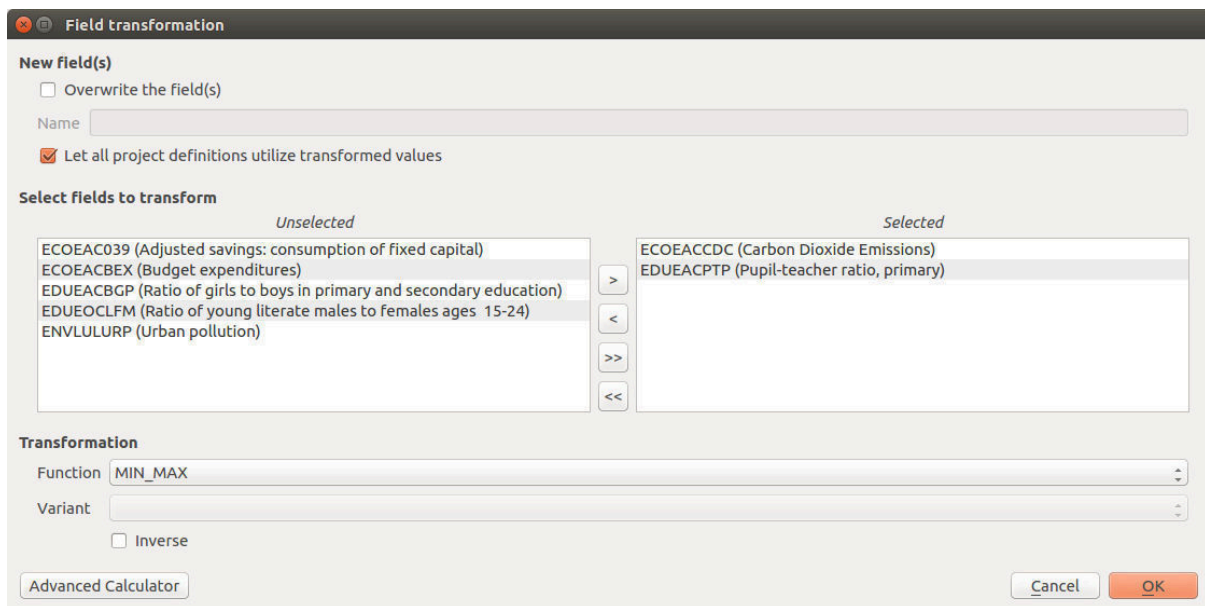 Field transformation
New field(s)
Overwrite the field(s)
Name
Let all project definitions utilize transformed values
Select fields to transform
Unselected
Selected
ECOEAC039 (Adjusted savings: consumption of fixed capital)
ECOEACBEX (Budget expenditures)
EDUEACBGP (Ratio of girls to boys in primary and secondary education)
EDUEOCLFM (Ratio of young literate males to females ages  15-24)
ENVLULURP (Urban pollution)
>
<
>>
<<
ECOEACCDC (Carbon Dioxide Emissions)
EDUEACPTP (Pupil-teacher ratio, primary)
Transformation
Function MIN_MAX
Variant
Inverse
Advanced Calculator
Cancel
OK